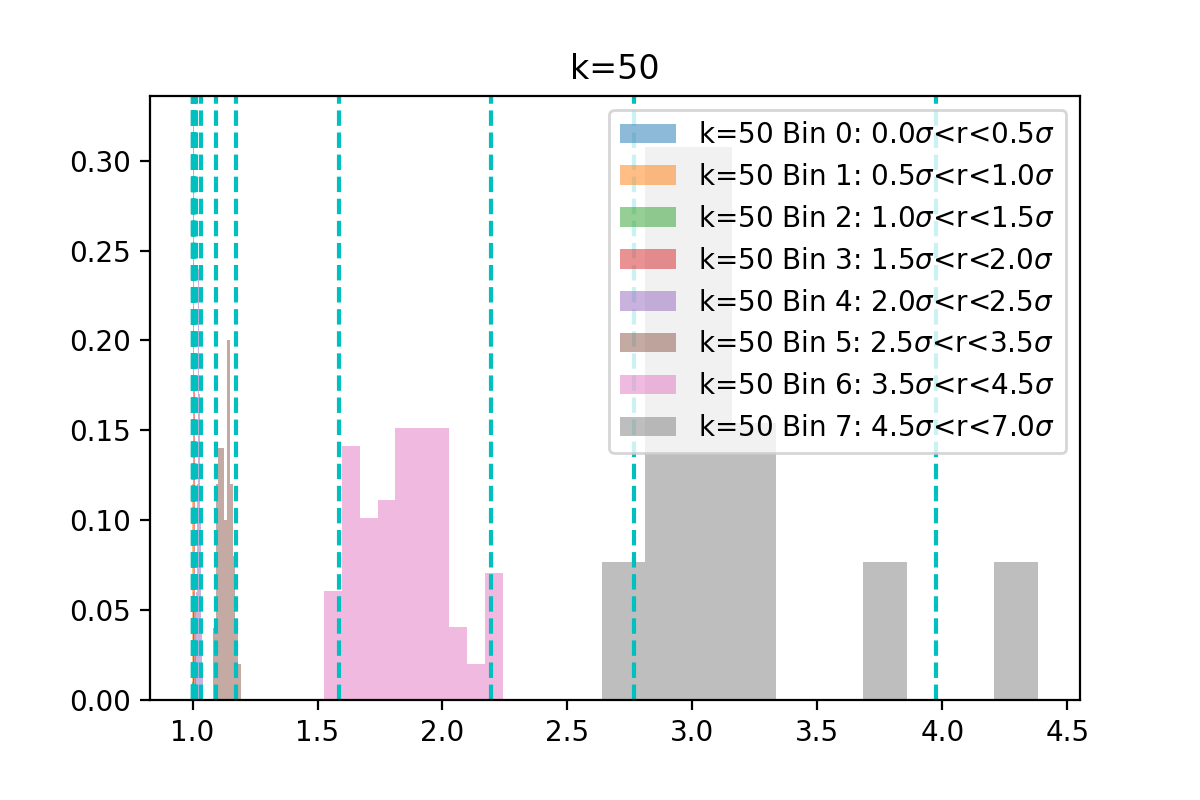 k=50
0.30
0.25
0.20
0.15
0.10
0.05
0.00
k=50 Bin 0: 0.0σ<r<0.5σ
k=50 Bin 1: 0.5σ<r<1.0σ
k=50 Bin 2: 1.0σ<r<1.5σ
k=50 Bin 3: 1.5σ<r<2.0σ
k=50 Bin 4: 2.0σ<r<2.5σ
k=50 Bin 5: 2.5σ<r<3.5σ
k=50 Bin 6: 3.5σ<r<4.5σ
k=50 Bin 7: 4.5σ<r<7.0σ
1.0 1.5 2.0 2.5 3.0 3.5 4.0 4.5